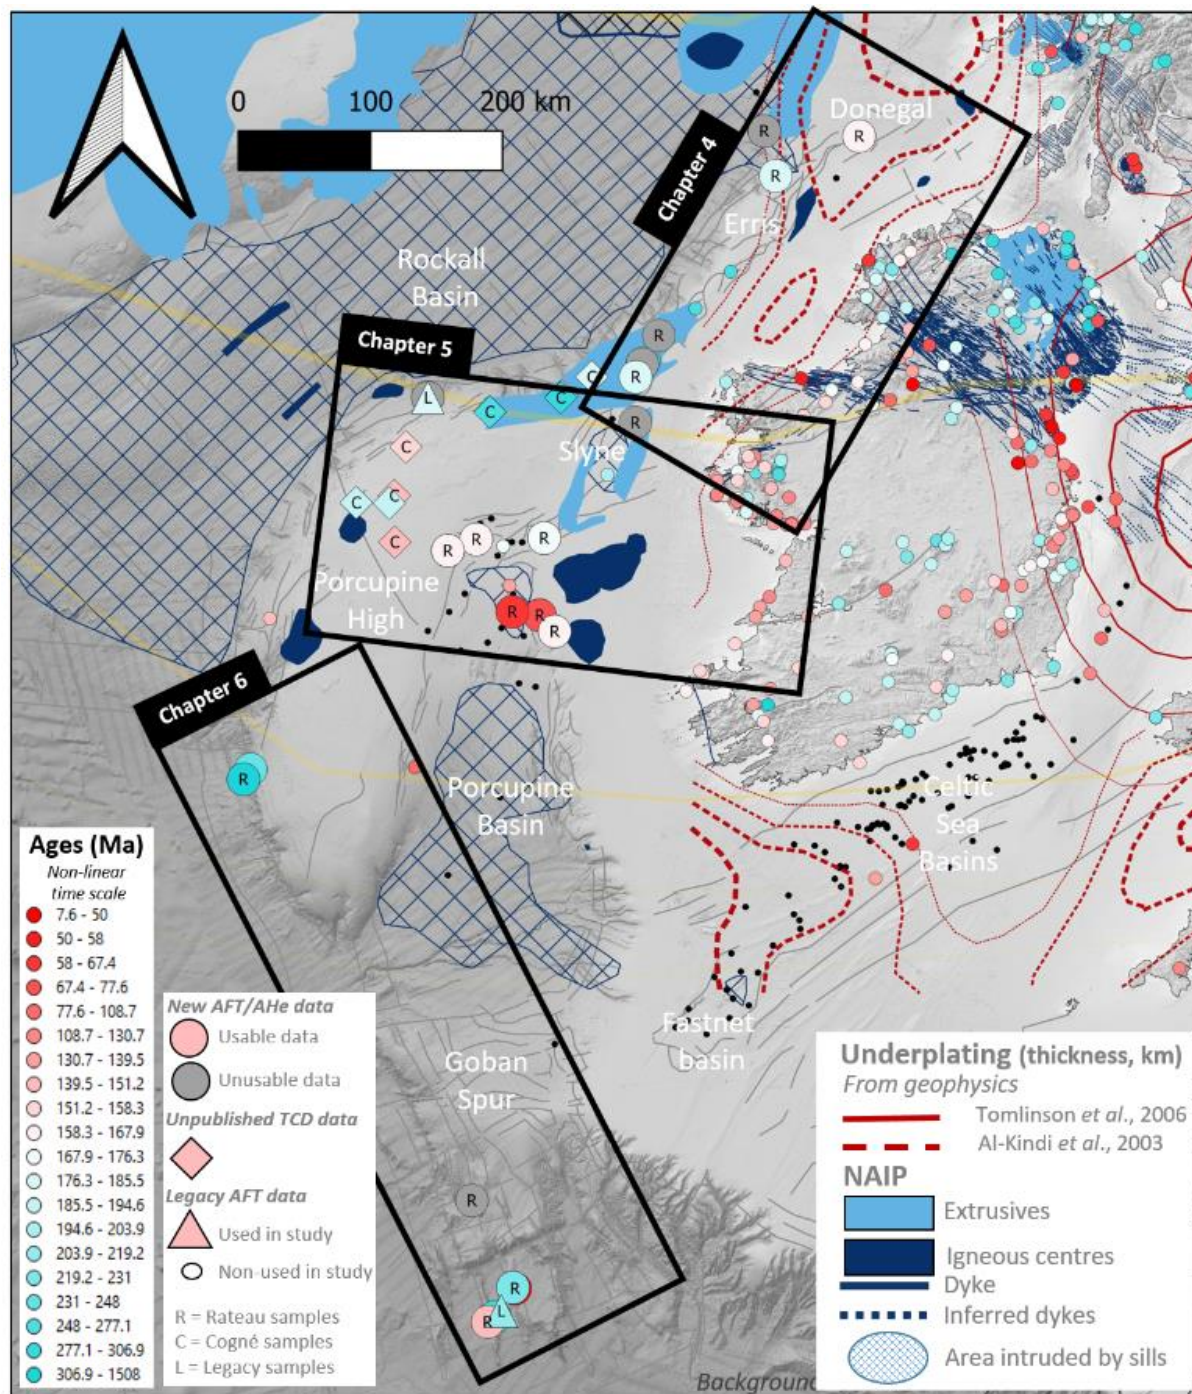 0 100 200 km
Donegal
Chapter 4
R
R
R
Erris
Rockall
Basin
Chapter 5
R
C
R
L
C
C
R
Slyne
C
C
C
C
R
R
R
Porcupine
High
R
R
R
Chapter 6
R
Porcupine
Basin
Celtic
Sea
Basins
Fastnet
basin
Goban
Spur
R
R
L
R
Background
Ages (Ma)
Non-linear
time scale
7.6 - 50
50 - 58
58 - 67.4
67.4 - 77.6
77.6 - 108.7
108.7 - 130.7
130.7 - 139.5
139.5 - 151.2
151.2 - 158.3
158.3 - 167.9
167.9 - 176.3
176.3 - 185.5
185.5 - 194.6
194.6 - 203.9
203.9 - 219.2
219.2 - 231
231 - 248
248 - 277.1
277.1 - 306.9
306.9 - 1508
New AFT/AHe data
Usable data
Unusable data
Unpublished TCD data
Legacy AFT data
Used in study
Non-used in study
R = Rateau samples
C = Cogné samples
L = Legacy samples
Underplating (thickness, km)
From geophysics
Tomlinson et al., 2006
Al-Kindi et al., 2003
NAIP
Extrusives
Igneous centres
Dyke
Inferred dykes
Area intruded by sills